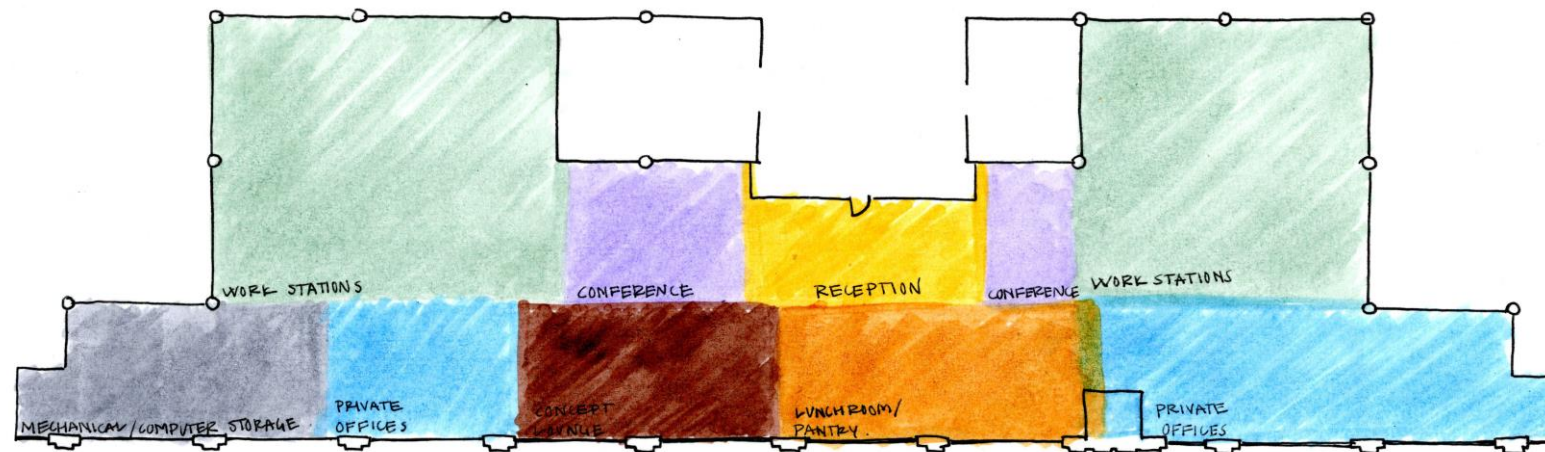 WORK STATIONS
CONFERENCE
RECEPTION
CONFERENCE
WORK STATIONS
MECHANICAL/COMPUTER STORAGE.
PRIVATE
OFFICES
CONCEPT
LOUNGE
LUNCHROOM/
PANTRY.
PRIVATE
OFFICES